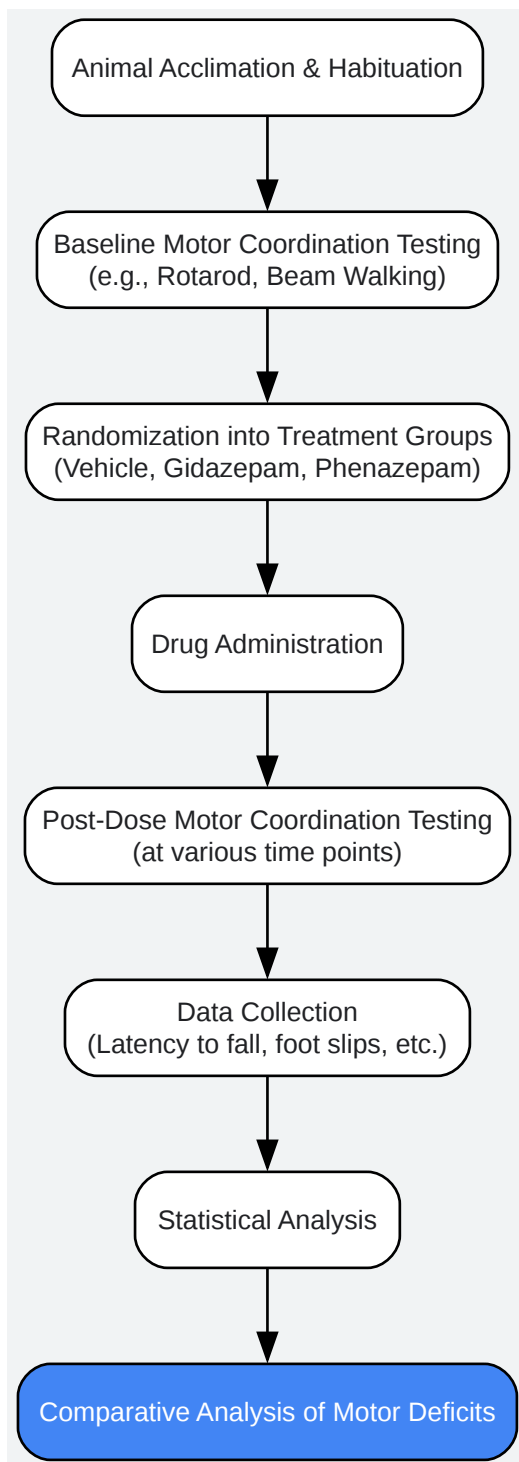 Animal Acclimation & Habituation
Baseline Motor Coordination Testing
(e.g., Rotarod, Beam Walking)
Randomization into Treatment Groups
(Vehicle, Gidazepam, Phenazepam)
Drug Administration
Post-Dose Motor Coordination Testing
(at various time points)
Data Collection
(Latency to fall, foot slips, etc.)
Statistical Analysis
Comparative Analysis of Motor Deficits